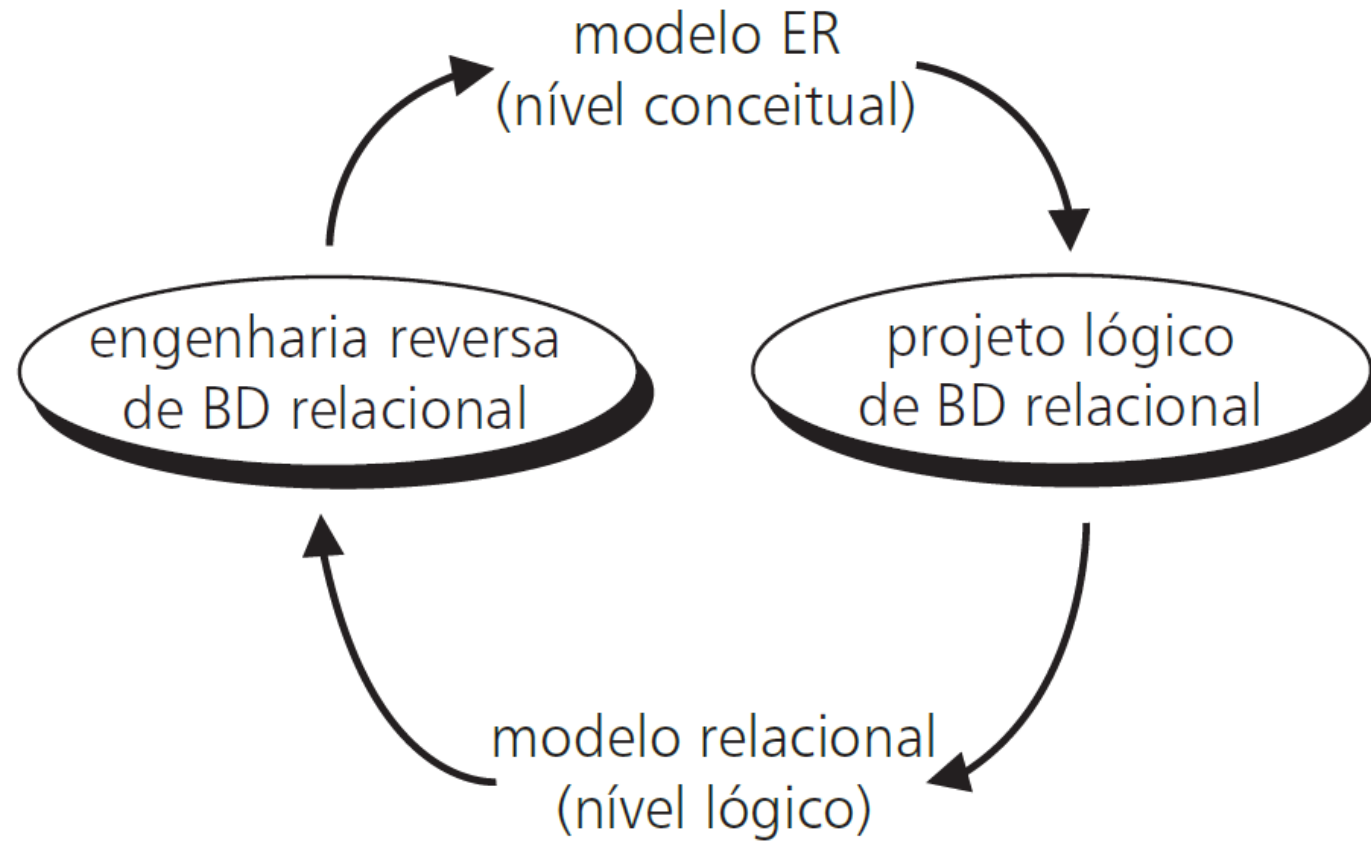 modelo ER
(nível conceitual)
engenharia reversa
de BD relacional
projeto lógico
de BD relacional
modelo relacional
(nível lógico)